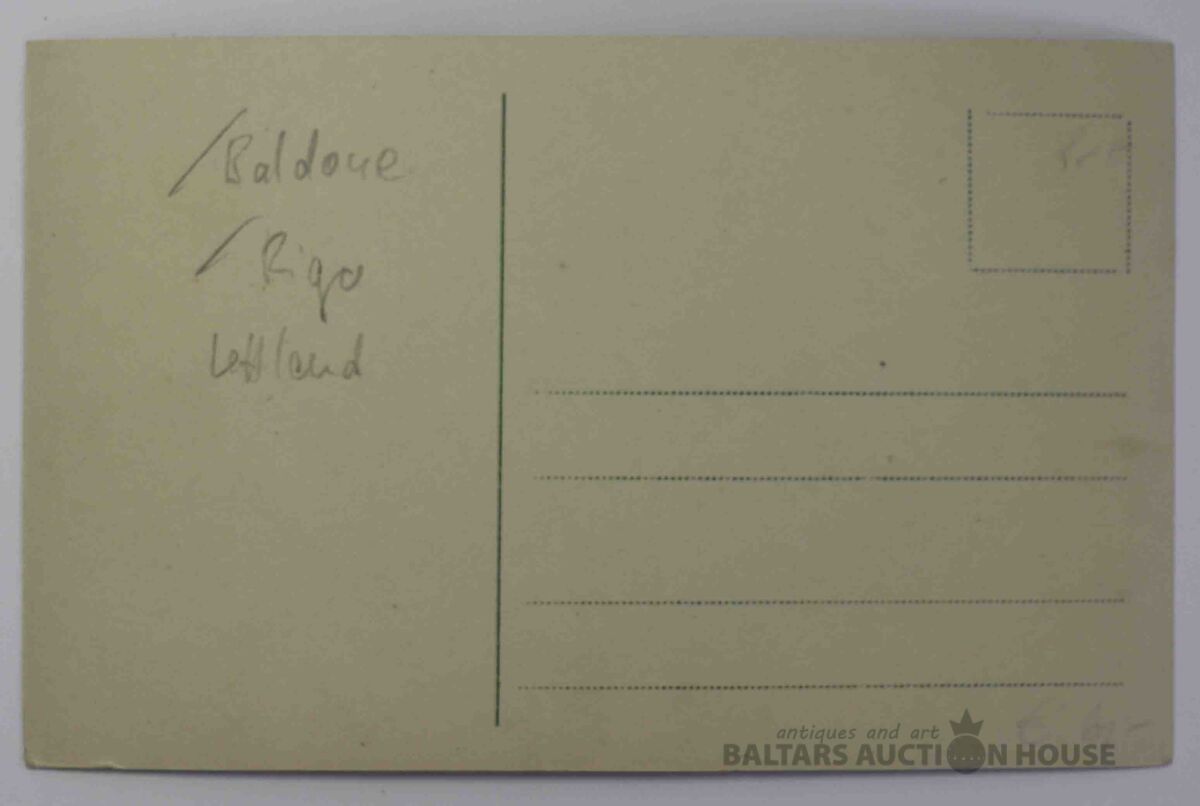 /Baldone
/Riga
Lettland
antiques and art
BALTARS AUCTION HOUSE